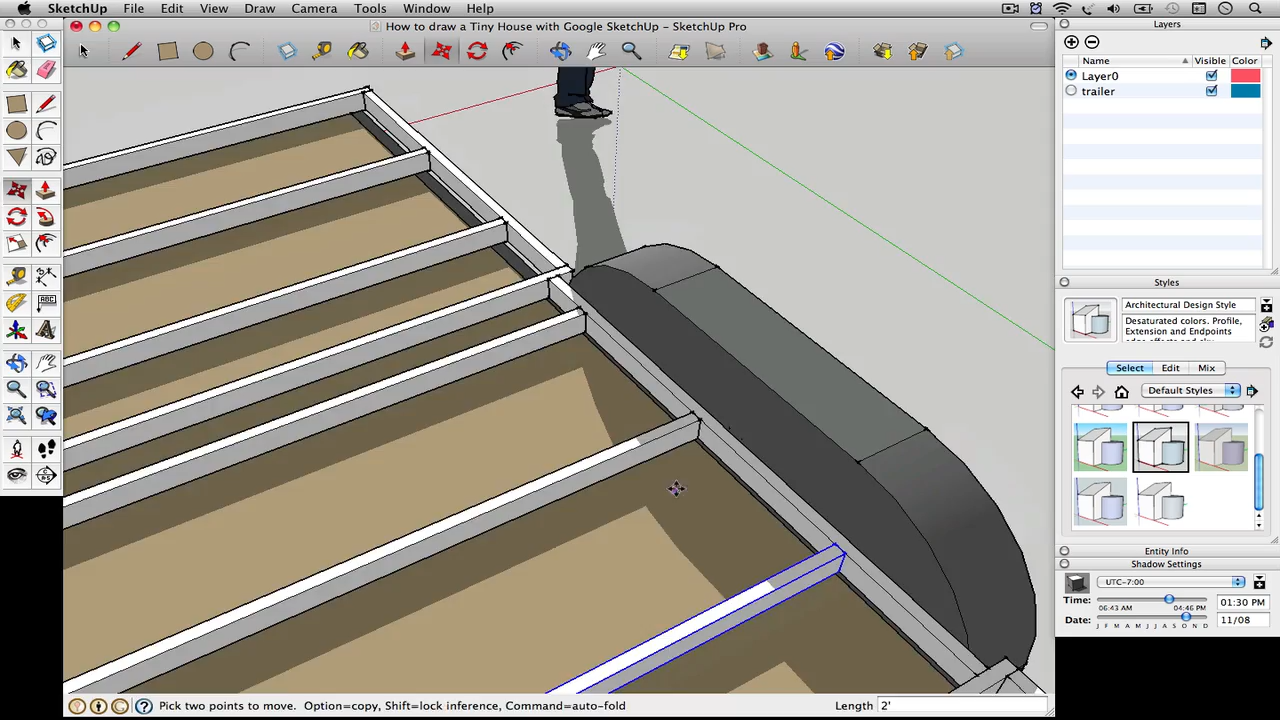 SketchUp File Edit View Draw Camera Tools Window Help
How to draw a Tiny House with Google SketchUp – SketchUp Pro
Layers
Name Visible Color
Layer0
trailer
Styles
Architectural Design Style
Desaturated colors. Profile,
Extension and Endpoints
Select Edit Mix
Default Styles
Entity Info
Shadow Settings
UTC-7:00
Time: 06:43 AM 04:46 PM 01:30 PM
Date: J F M A M J J A S O N D 11/08
ABC
A
Pick two points to move. Option=copy, Shift=lock inference, Command=auto-fold
Length 2'